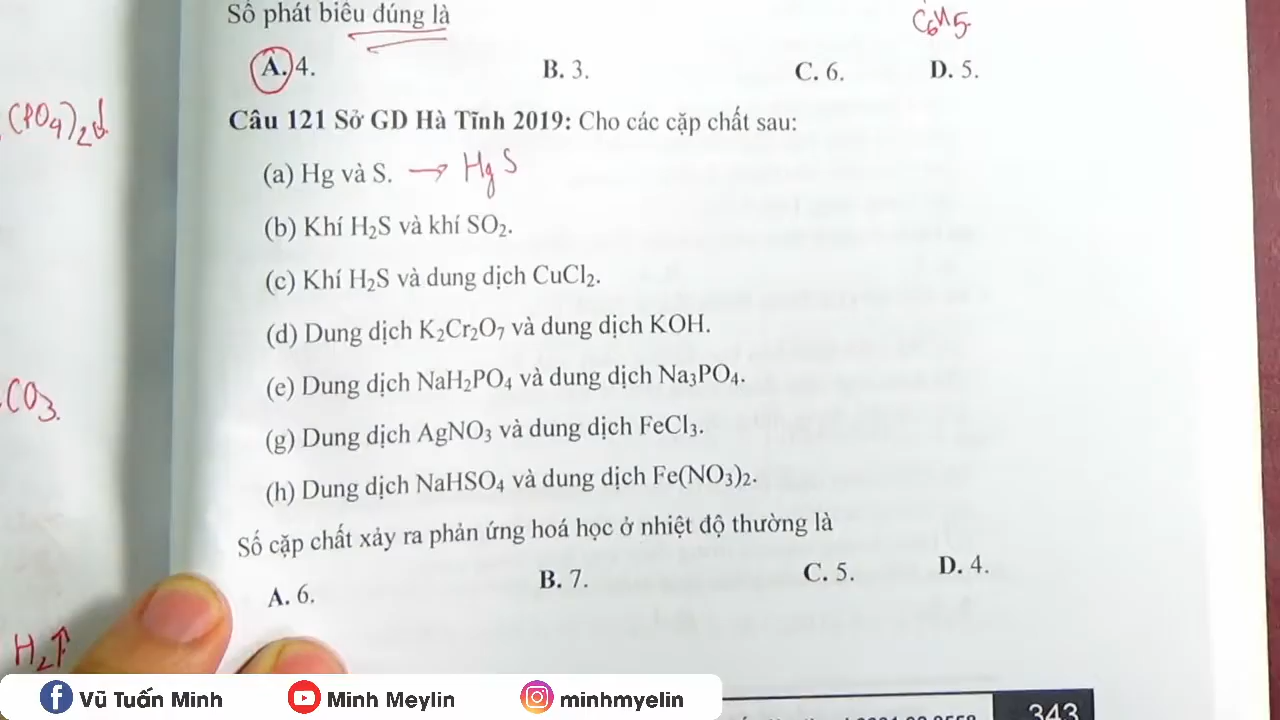 Số phát biểu đúng là
C₆H₅
A. 4. B. 3. C. 6. D. 5.
(PO₄)₂↓
Câu 121 Sở GD Hà Tĩnh 2019: Cho các cặp chất sau:
(a) Hg và S. → HgS
(b) Khí H₂S và khí SO₂.
(c) Khí H₂S và dung dịch CuCl₂.
(d) Dung dịch K₂Cr₂O₇ và dung dịch KOH.
(e) Dung dịch NaH₂PO₄ và dung dịch Na₃PO₄.
CO₃.
(g) Dung dịch AgNO₃ và dung dịch FeCl₃.
(h) Dung dịch NaHSO₄ và dung dịch Fe(NO₃)₂.
Số cặp chất xảy ra phản ứng hoá học ở nhiệt độ thường là
A. 6. B. 7. C. 5. D. 4.
H₂↑
Vũ Tuấn Minh Minh Meylin minhmyelin
343